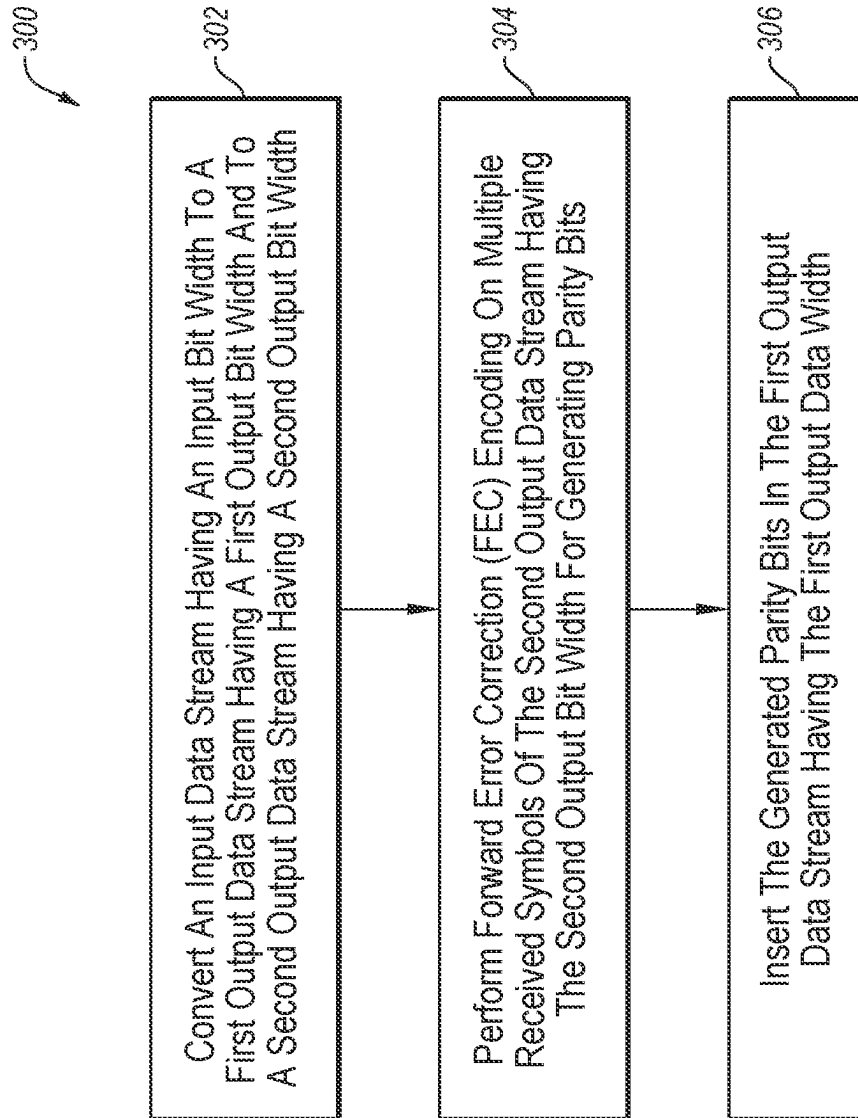 300
302
Convert An Input Data Stream Having An Input Bit Width To A
First Output Data Stream Having A First Output Bit Width And To
A Second Output Data Stream Having A Second Output Bit Width
304
Perform Forward Error Correction (FEC) Encoding On Multiple
Received Symbols Of The Second Output Data Stream Having
The Second Output Bit Width For Generating Parity Bits
306
Insert The Generated Parity Bits In The First Output
Data Stream Having The First Output Data Width